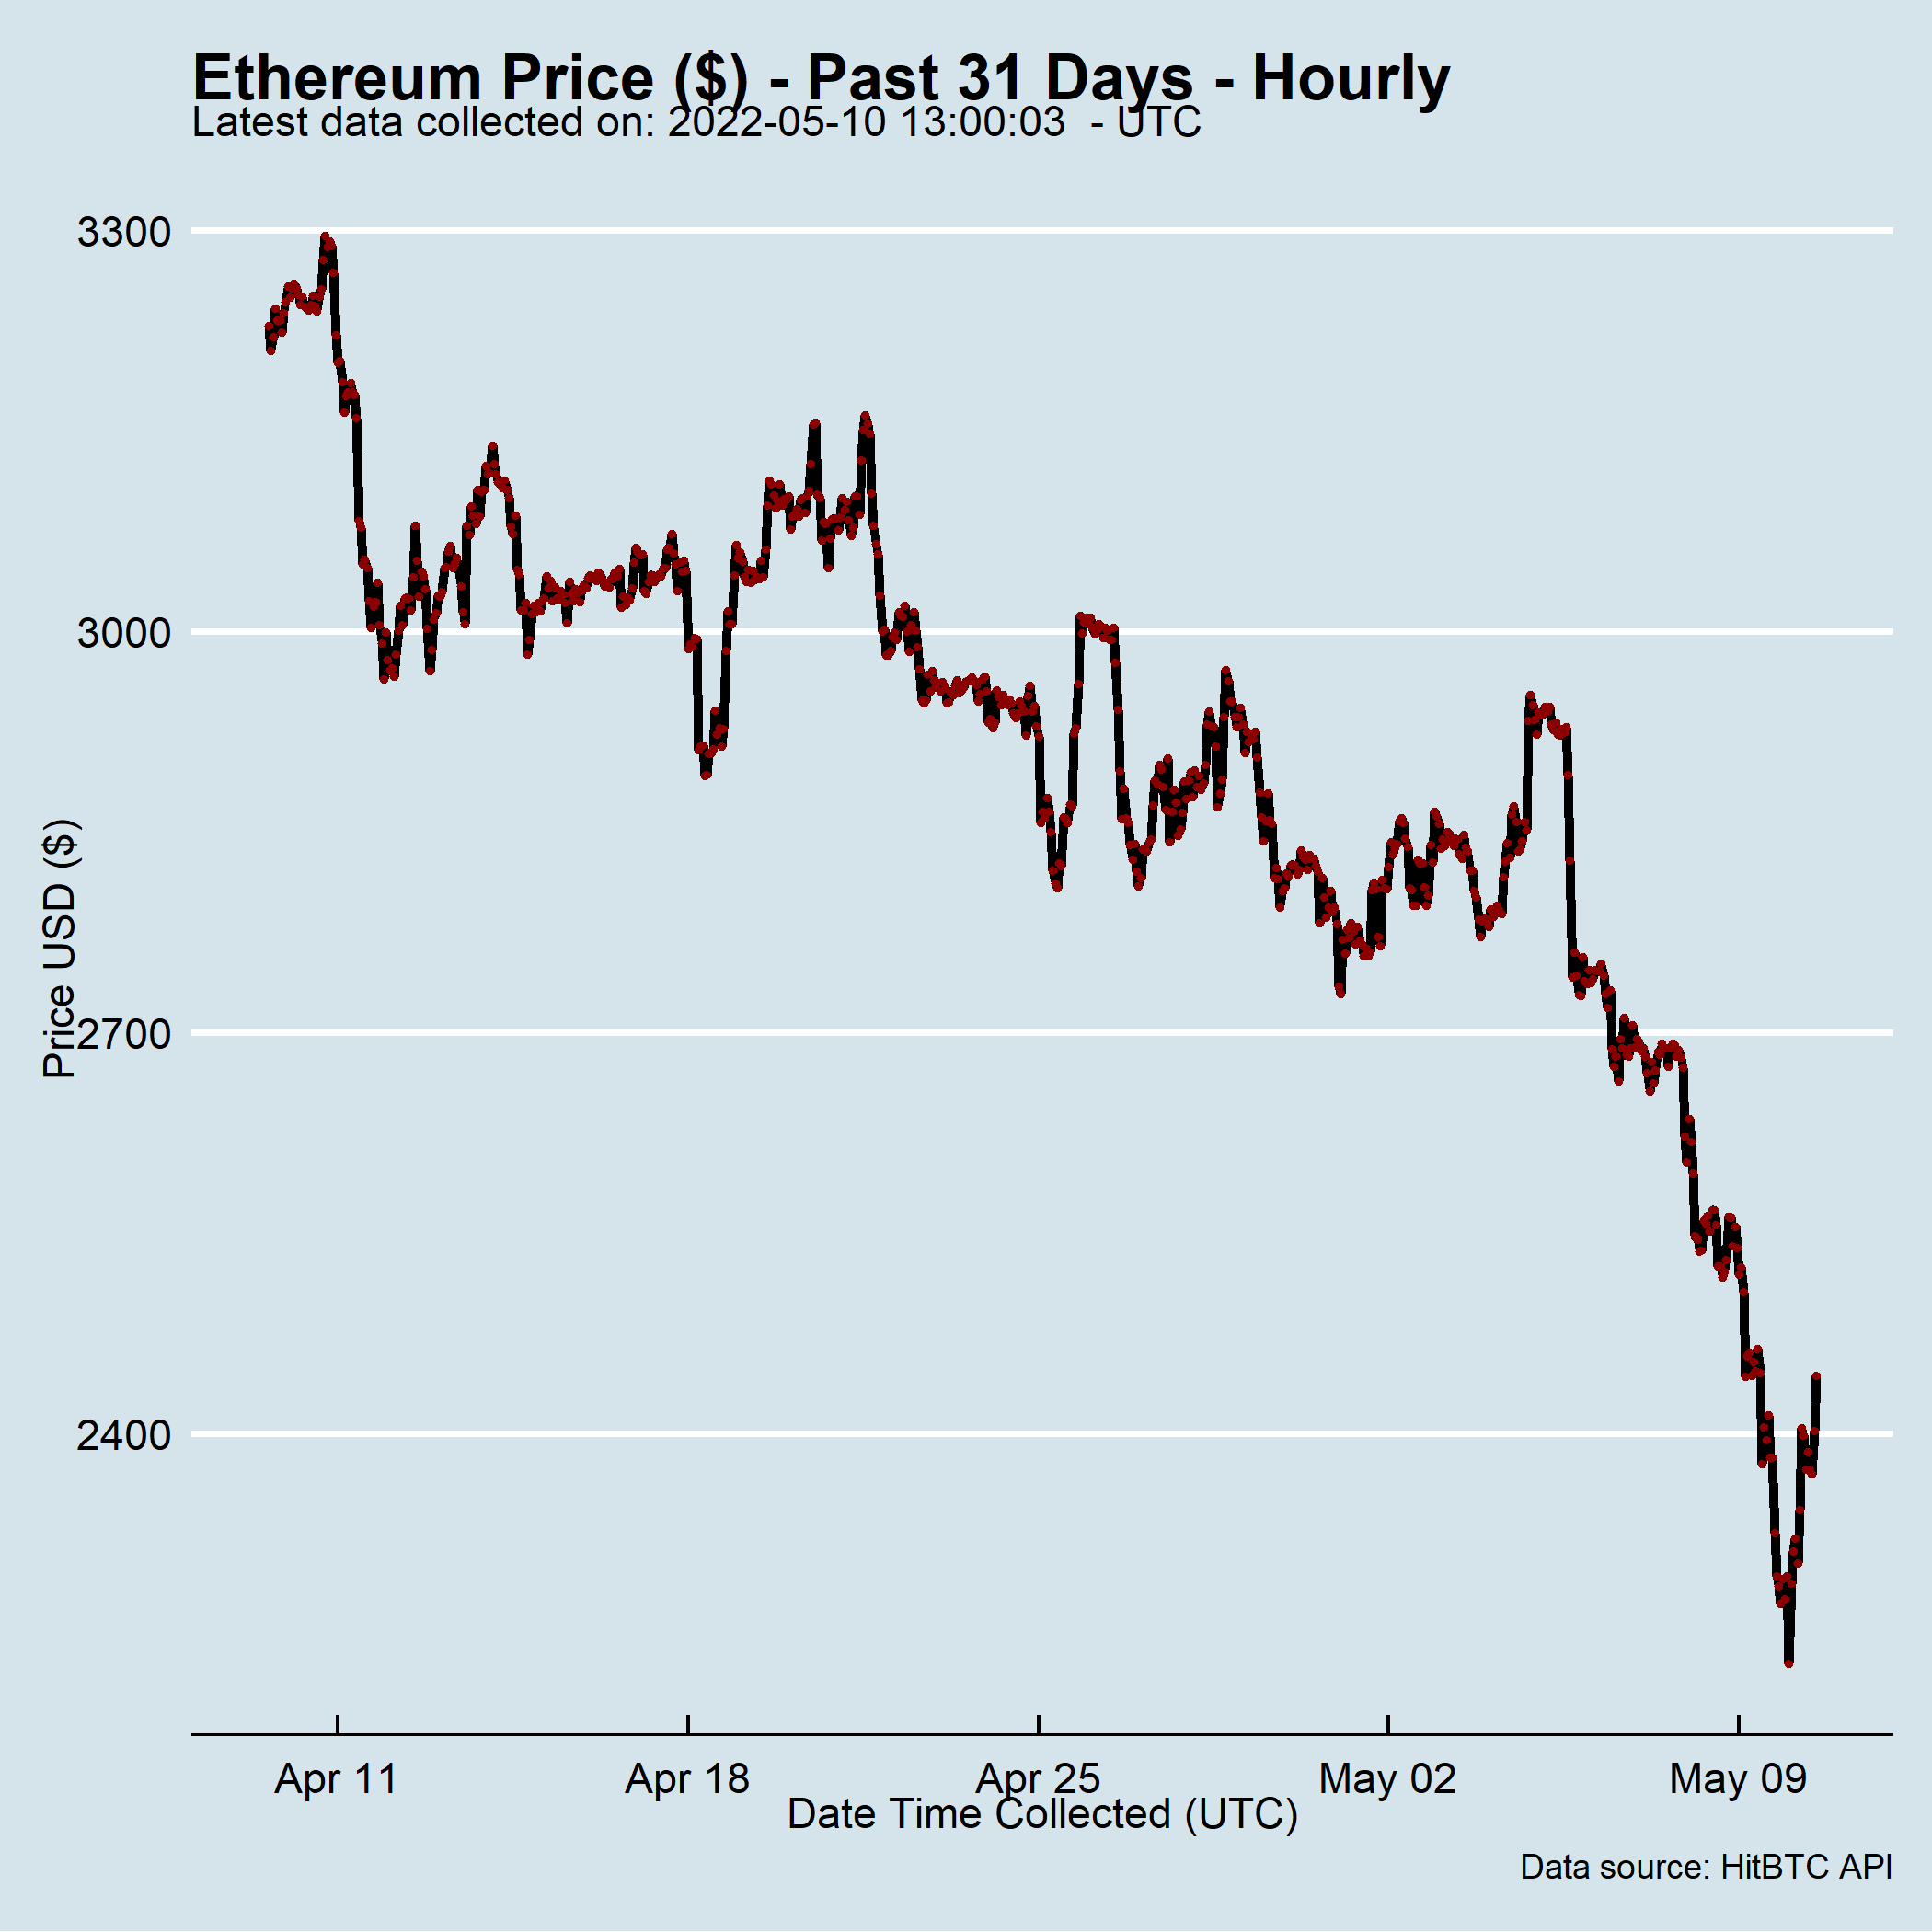 Ethereum Price ($) - Past 31 Days - Hourly
Latest data collected on: 2022-05-10 13:00:03  - UTC
3300
3000
2700
2400
Price USD ($)
Apr 11
Apr 18
Apr 25
May 02
May 09
Date Time Collected (UTC)
Data source: HitBTC API